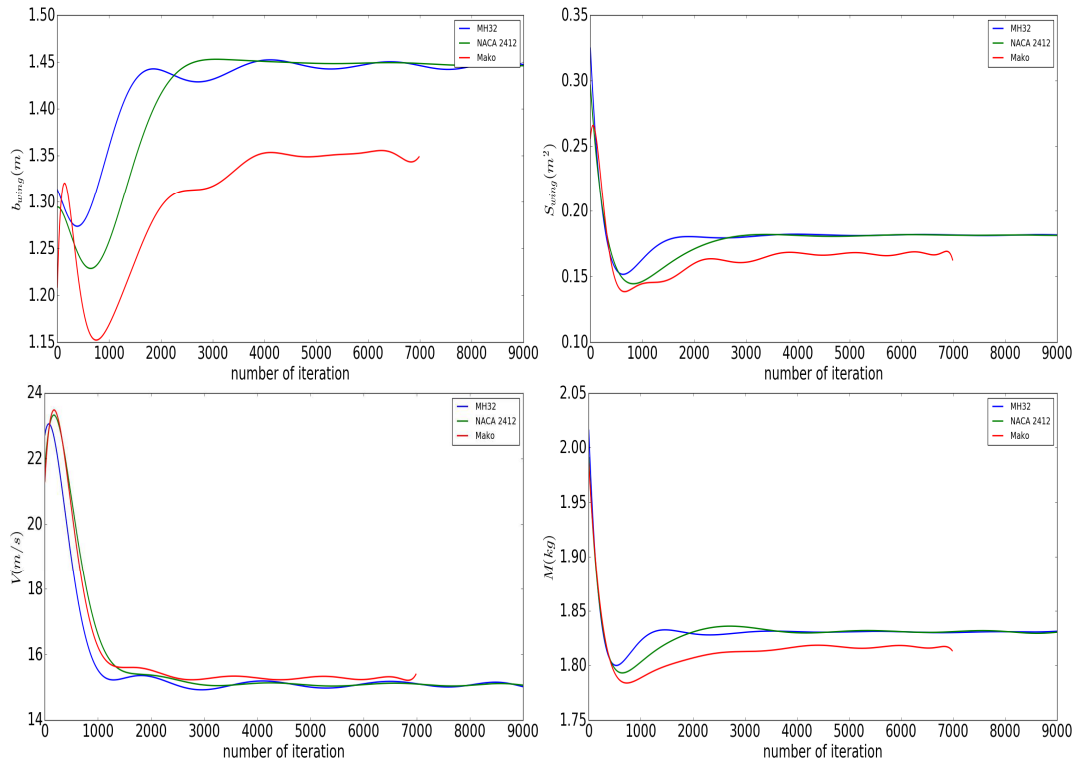 1.50
1.45
1.40
1.35
1.30
1.25
1.20
1.15
b_wing(m)
0 1000 2000 3000 4000 5000 6000 7000 8000 9000
number of iteration
MH32
NACA 2412
Mako
0.35
0.30
0.25
0.20
0.15
0.10
S_wing(m²)
0 1000 2000 3000 4000 5000 6000 7000 8000 9000
number of iteration
MH32
NACA 2412
Mako
24
22
20
18
16
14
V(m/s)
0 1000 2000 3000 4000 5000 6000 7000 8000 9000
number of iteration
MH32
NACA 2412
Mako
2.05
2.00
1.95
1.90
1.85
1.80
1.75
M(kg)
0 1000 2000 3000 4000 5000 6000 7000 8000 9000
number of iteration
MH32
NACA 2412
Mako